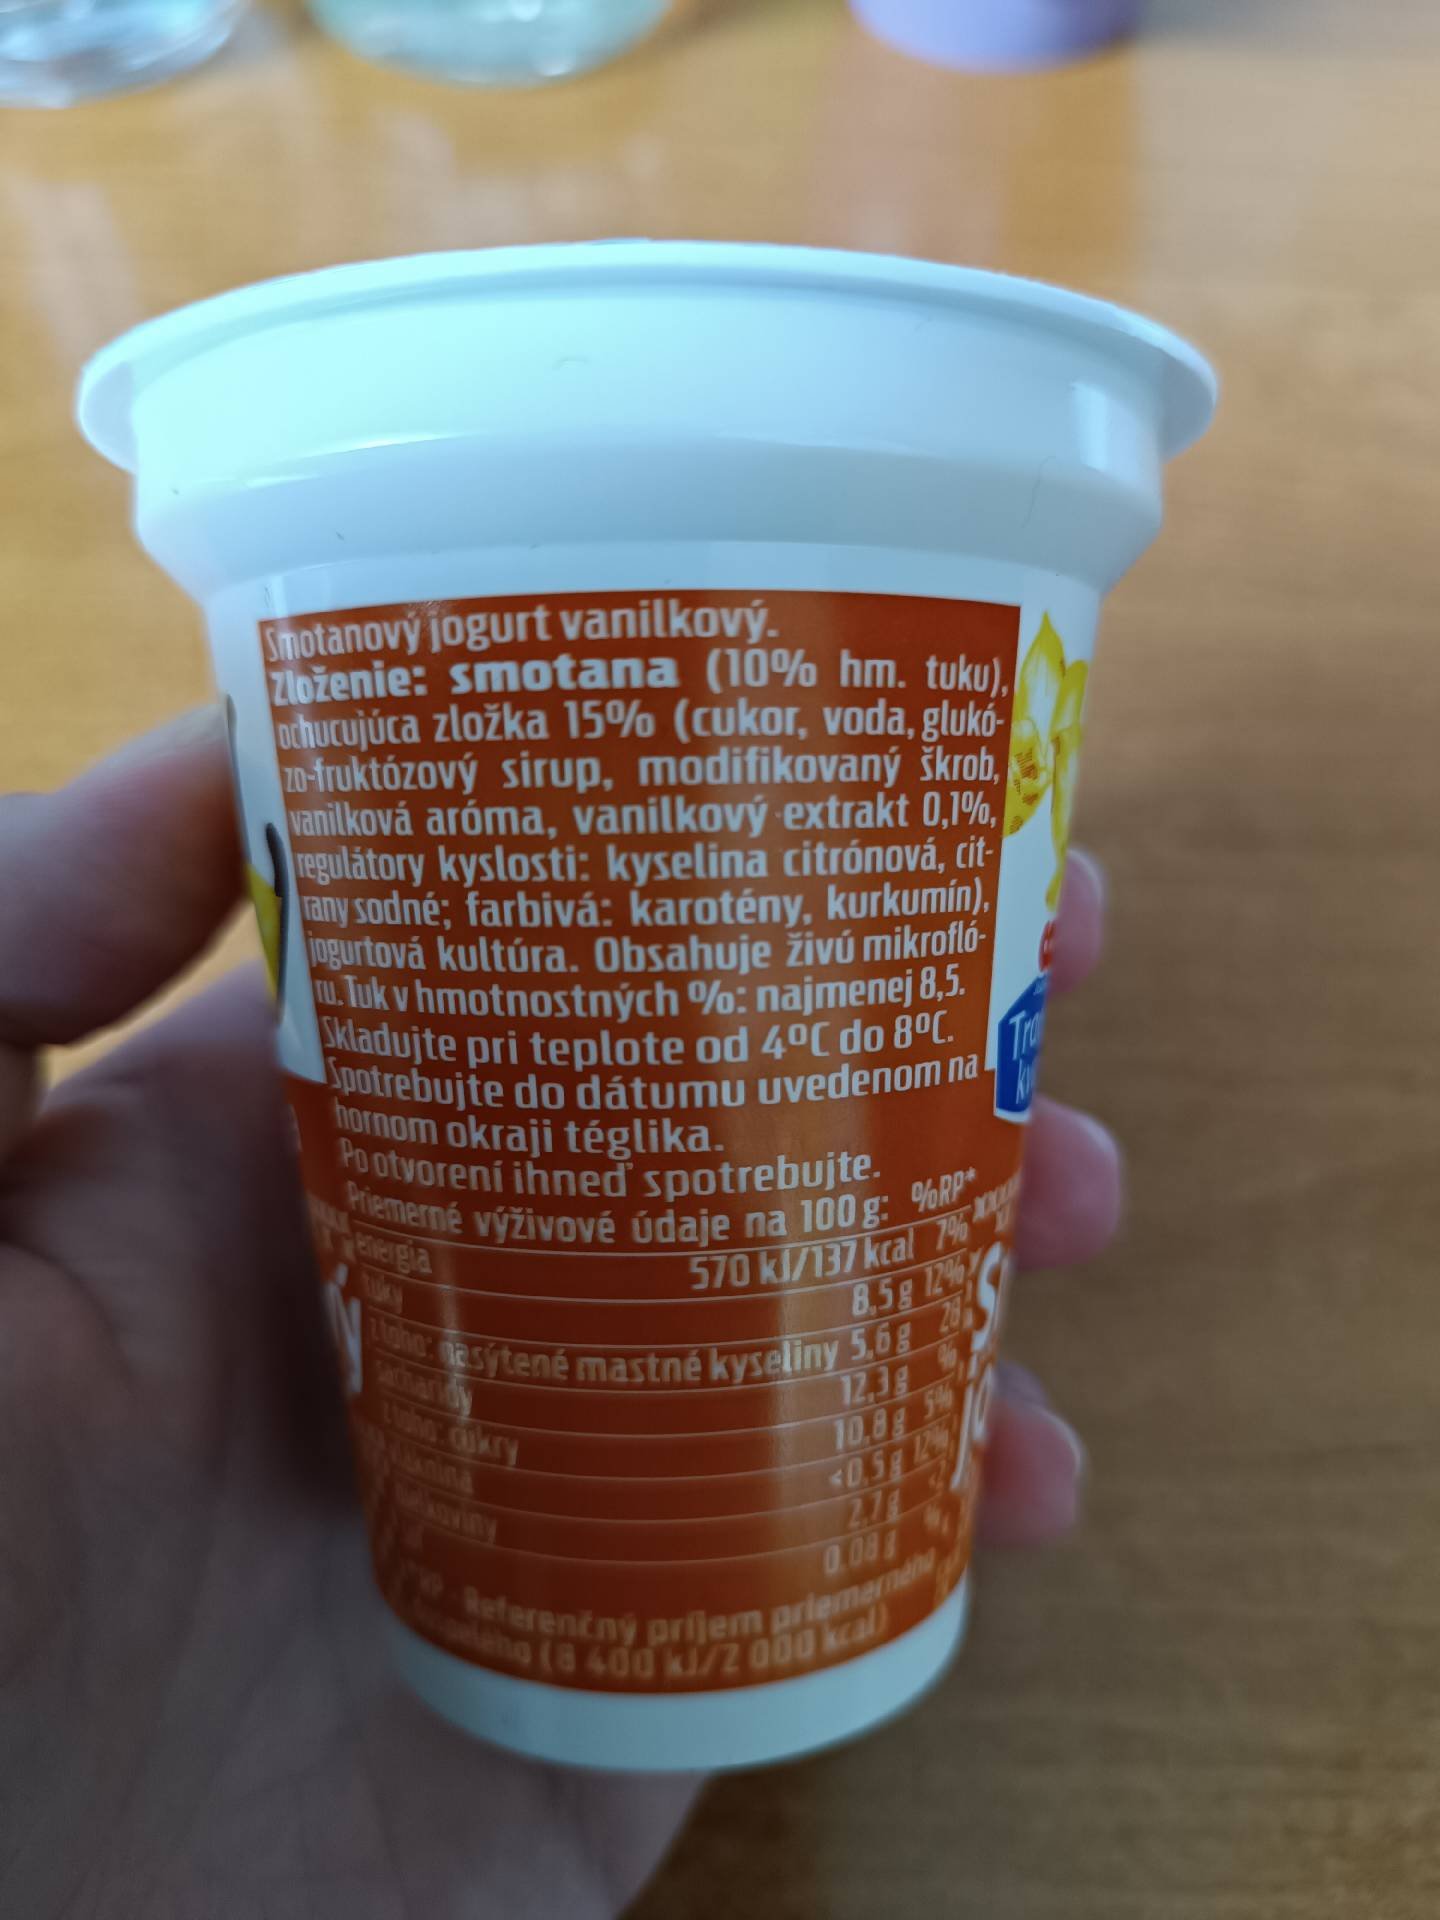 Smotanový jogurt vanilkový.
Zloženie: smotana (10% hm. tuku),
ochucujúca zložka 15% (cukor, voda, glukó-
zo-fruktózový sirup, modifikovaný škrob,
vanilková aróma, vanilkový extrakt 0,1%,
regulátory kyslosti: kyselina citrónová, cit-
rany sodné; farbivá: karotény, kurkumín),
jogurtová kultúra. Obsahuje živú mikrofló-
ru. Tuk v hmotnostných %: najmenej 8,5.
Skladujte pri teplote od 4°C do 8°C.
Spotrebujte do dátumu uvedenom na
hornom okraji téglika.
Po otvorení ihneď spotrebujte.
Priemerné výživové údaje na 100 g: %RP*
energia 570 kJ/137 kcal 7%
tuky 8,5 g 12%
z toho: nasýtené mastné kyseliny 5,6 g 28
sacharidy 12,3 g %
z toho: cukry 10,8 g 5%
vláknina <0,5 g 12%
2,7 g
0,08 g
Referenčný príjem priemerného
(8 400 kJ/2 000 kcal)